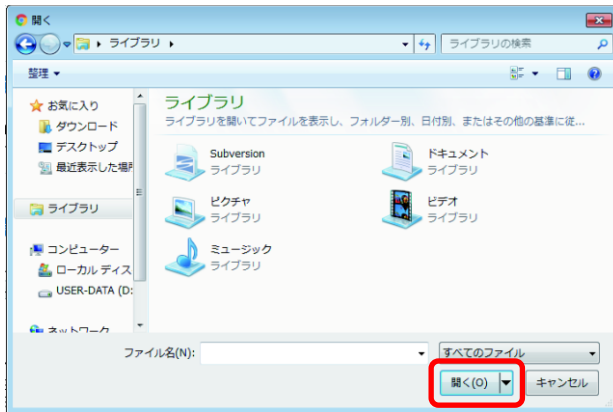 開く
ライブラリ
ライブラリの検索
整理
お気に入り
ダウンロード
デスクトップ
最近表示した場所
ライブラリ
コンピューター
ローカル ディス
USER-DATA (D:
ネットワーク
ライブラリ
ライブラリを開いてファイルを表示し、フォルダー別、日付別、またはその他の基準に従...
Subversion
ライブラリ
ドキュメント
ライブラリ
ピクチャ
ライブラリ
ビデオ
ライブラリ
ミュージック
ライブラリ
ファイル名(N):
すべてのファイル
開く(O)
キャンセル